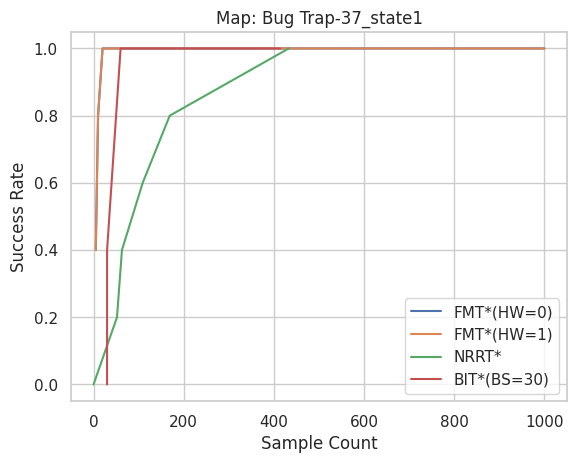 Map: Bug Trap-37_state1
Success Rate
1.0
0.8
0.6
0.4
0.2
0.0
0 200 400 600 800 1000
Sample Count
FMT*(HW=0)
FMT*(HW=1)
NRRT*
BIT*(BS=30)